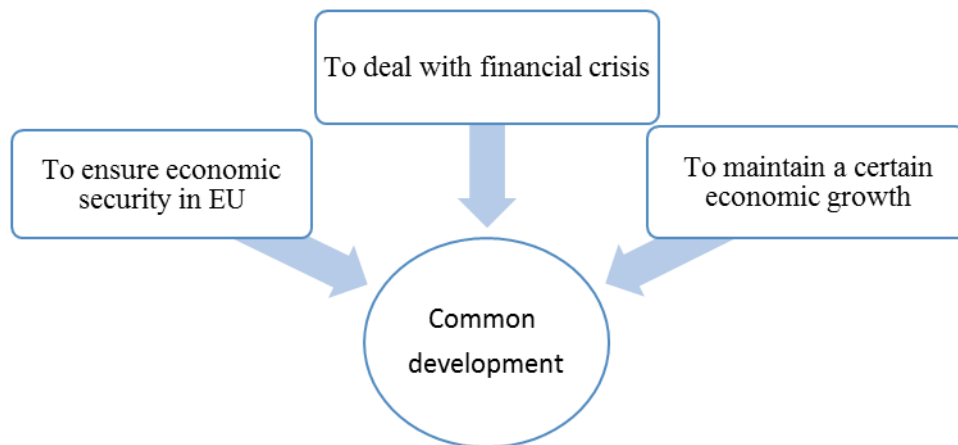 To deal with financial crisis
To ensure economic
security in EU
To maintain a certain
economic growth
Common
development